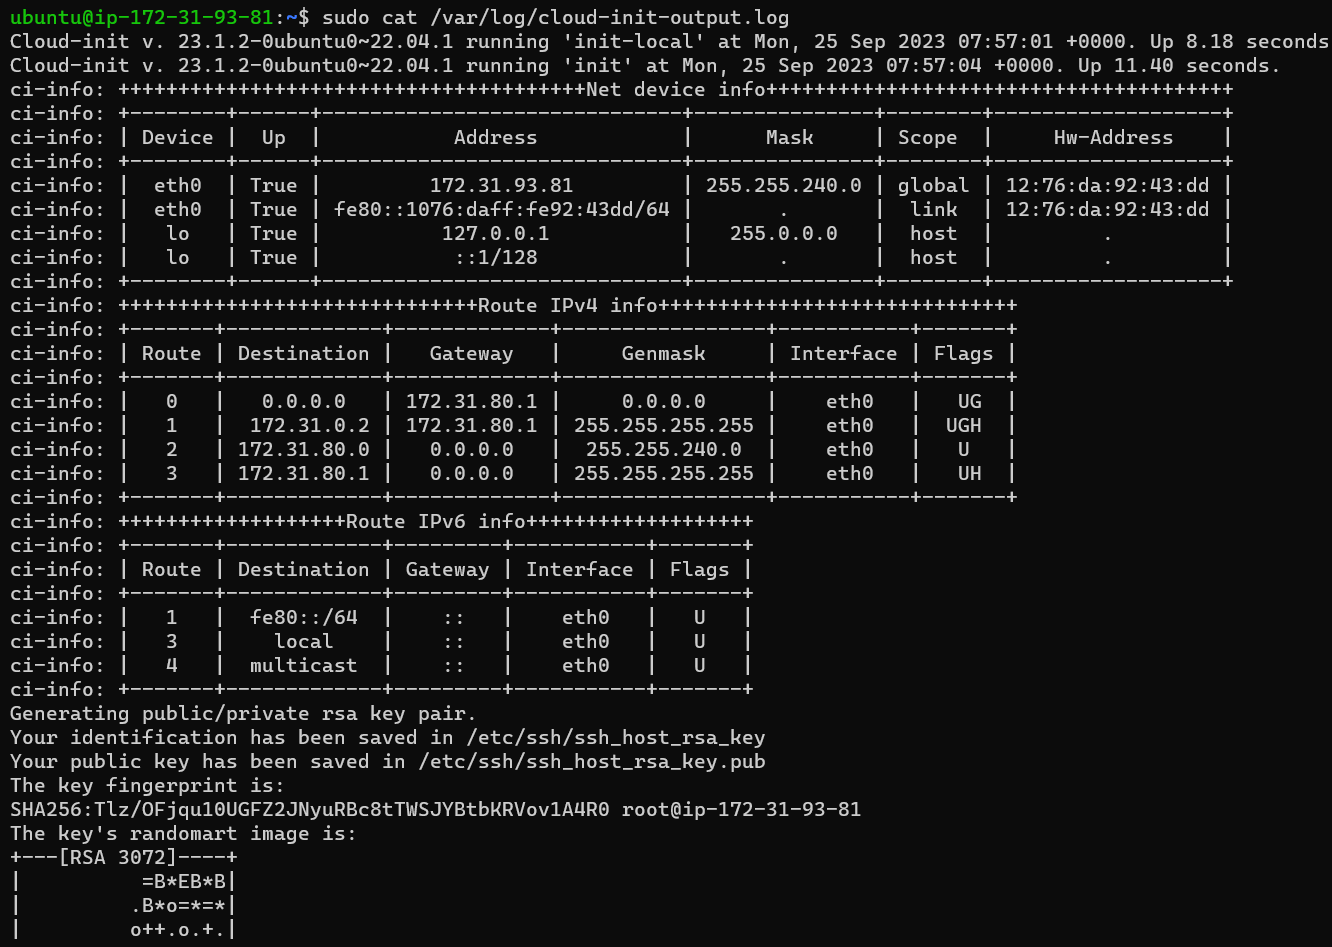 ubuntu@ip-172-31-93-81:~$ sudo cat /var/log/cloud-init-output.log
Cloud-init v. 23.1.2-0ubuntu0~22.04.1 running 'init-local' at Mon, 25 Sep 2023 07:57:01 +0000. Up 8.18 seconds
Cloud-init v. 23.1.2-0ubuntu0~22.04.1 running 'init' at Mon, 25 Sep 2023 07:57:04 +0000. Up 11.40 seconds.
ci-info: +++++++++++++++++++++++++++++++++++++++Net device info+++++++++++++++++++++++++++++++++++++++
ci-info: +--------+------+------------------------------+---------------+--------+-------------------+
ci-info: | Device |  Up  |           Address            |      Mask     | Scope  |     Hw-Address    |
ci-info: +--------+------+------------------------------+---------------+--------+-------------------+
ci-info: |  eth0  | True |         172.31.93.81         | 255.255.240.0 | global | 12:76:da:92:43:dd |
ci-info: |  eth0  | True | fe80::1076:daff:fe92:43dd/64 |       .       |  link  | 12:76:da:92:43:dd |
ci-info: |   lo   | True |          127.0.0.1           |   255.0.0.0   |  host  |         .         |
ci-info: |   lo   | True |           ::1/128            |       .       |  host  |         .         |
ci-info: +--------+------+------------------------------+---------------+--------+-------------------+
ci-info: ++++++++++++++++++++++++++++++Route IPv4 info++++++++++++++++++++++++++++++
ci-info: +-------+-------------+-------------+-----------------+-----------+-------+
ci-info: | Route | Destination |   Gateway   |     Genmask     | Interface | Flags |
ci-info: +-------+-------------+-------------+-----------------+-----------+-------+
ci-info: |   0   |   0.0.0.0   | 172.31.80.1 |     0.0.0.0     |    eth0   |   UG  |
ci-info: |   1   |  172.31.0.2 | 172.31.80.1 | 255.255.255.255 |    eth0   |  UGH  |
ci-info: |   2   | 172.31.80.0 |   0.0.0.0   |  255.255.240.0  |    eth0   |   U   |
ci-info: |   3   | 172.31.80.1 |   0.0.0.0   | 255.255.255.255 |    eth0   |   UH  |
ci-info: +-------+-------------+-------------+-----------------+-----------+-------+
ci-info: +++++++++++++++++++Route IPv6 info+++++++++++++++++++
ci-info: +-------+-------------+---------+-----------+-------+
ci-info: | Route | Destination | Gateway | Interface | Flags |
ci-info: +-------+-------------+---------+-----------+-------+
ci-info: |   1   |  fe80::/64  |    ::   |    eth0   |   U   |
ci-info: |   3   |    local    |    ::   |    eth0   |   U   |
ci-info: |   4   |  multicast  |    ::   |    eth0   |   U   |
ci-info: +-------+-------------+---------+-----------+-------+
Generating public/private rsa key pair.
Your identification has been saved in /etc/ssh/ssh_host_rsa_key
Your public key has been saved in /etc/ssh/ssh_host_rsa_key.pub
The key fingerprint is:
SHA256:Tlz/OFjqu10UGFZ2JNyuRBc8tTWSJYBtbKRVov1A4R0 root@ip-172-31-93-81
The key's randomart image is:
+---[RSA 3072]----+
|          =B*EB*B|
|         .B*o=*=*|
|         o++.o.+.|